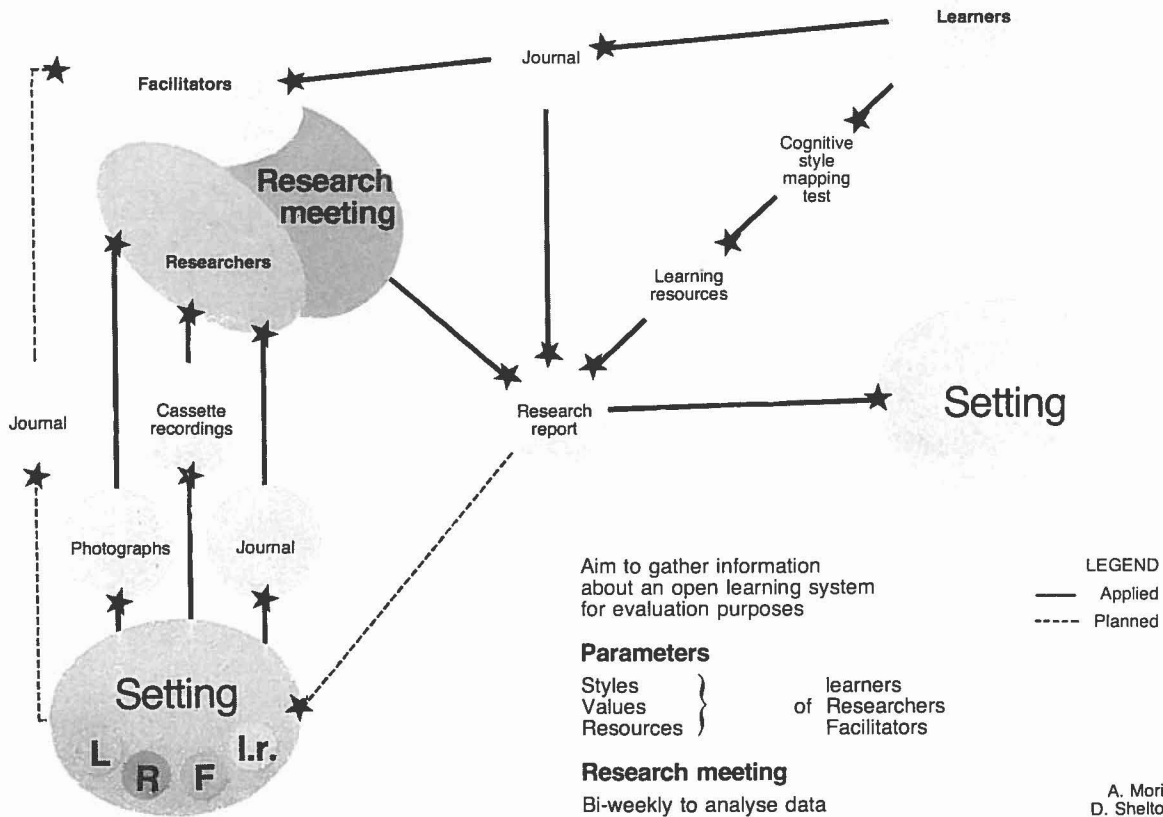 Learners
Journal
Facilitators
Cognitive
style
mapping
test
Research
meeting
Researchers
Learning
resources
Journal
Cassette
recordings
Research
report
Setting
Photographs
Journal
Setting
L
R
F
l.r.
Aim to gather information
about an open learning system
for evaluation purposes
LEGEND
Applied
Planned
Parameters
Styles } learners
Values } of Researchers
Resources } Facilitators
Research meeting
Bi-weekly to analyse data
A. Mori
D. Shelto